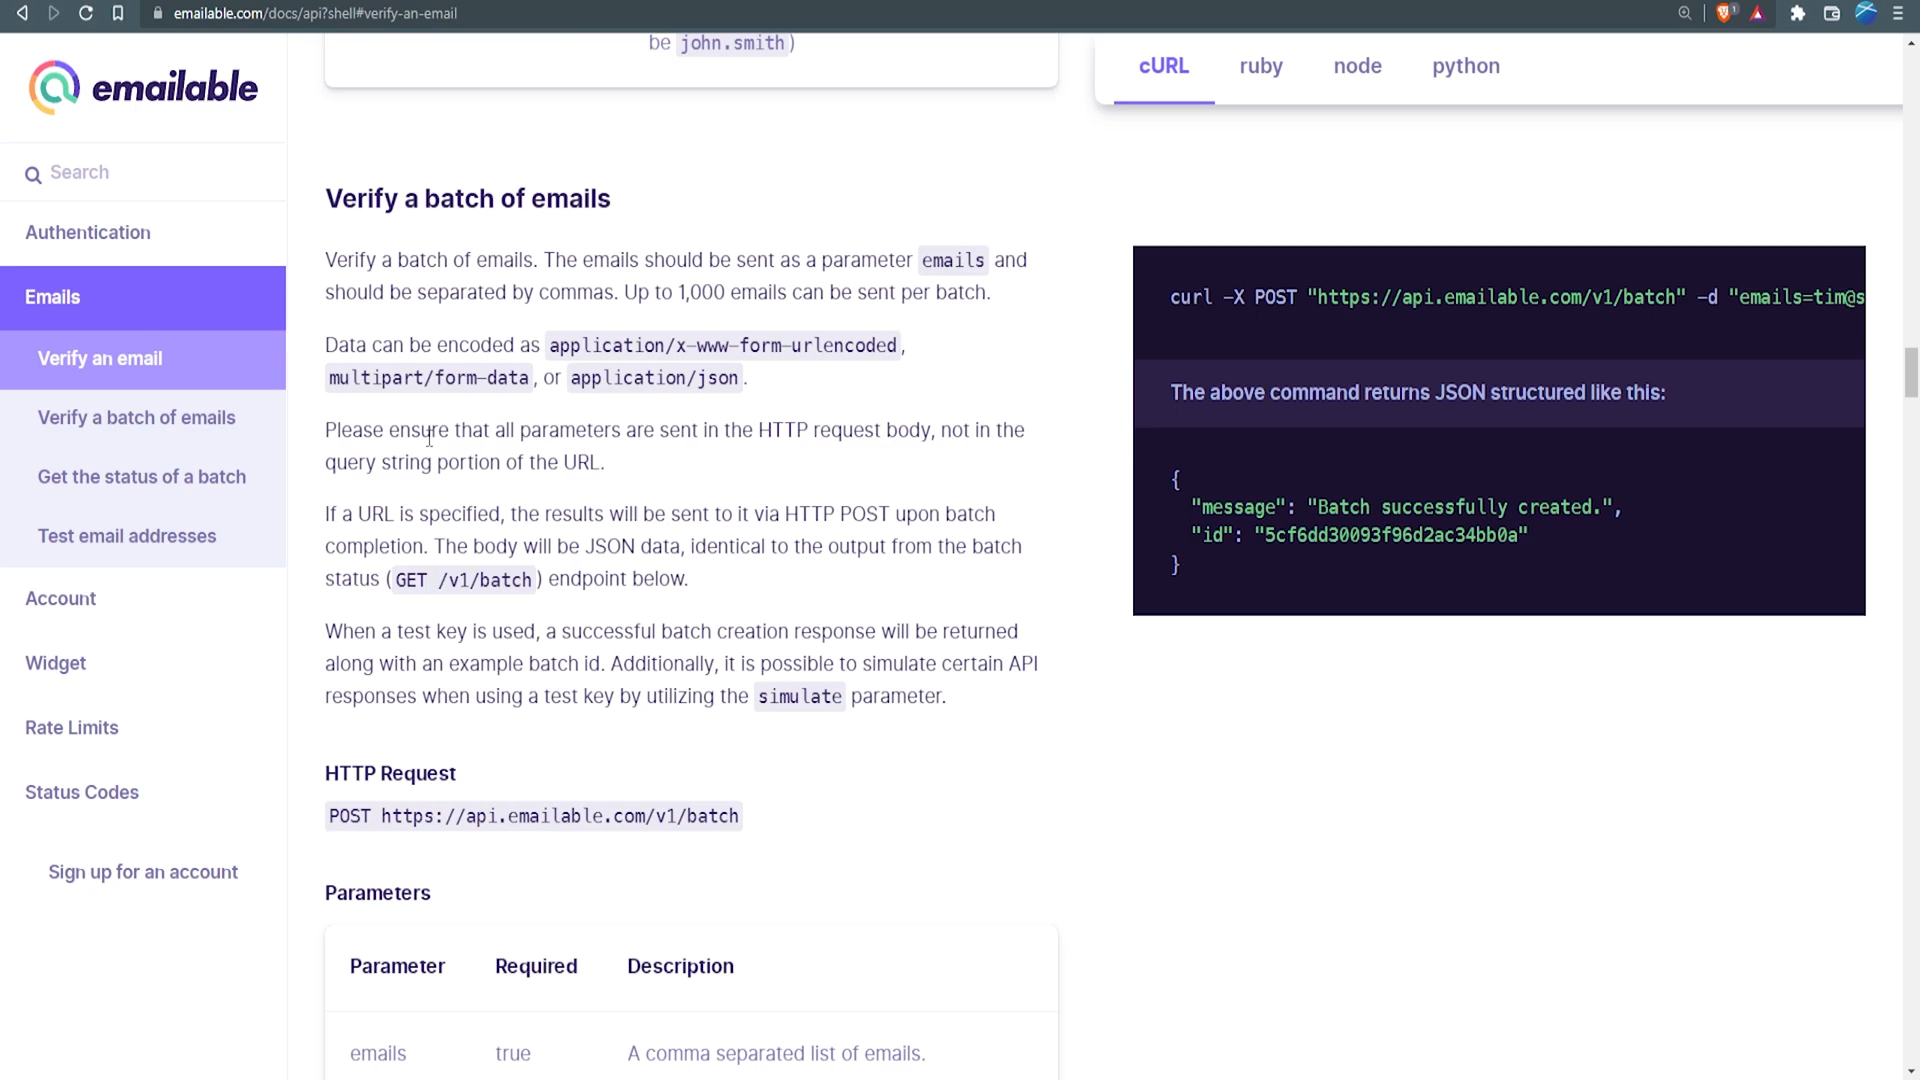 emailable.com/docs/api?shell#verify-an-email
1
emailable
Search
Authentication
Emails
Verify an email
Verify a batch of emails
Get the status of a batch
Test email addresses
Account
Widget
Rate Limits
Status Codes
Sign up for an account
be john.smith)
Verify a batch of emails
Verify a batch of emails. The emails should be sent as a parameter emails and
should be separated by commas. Up to 1,000 emails can be sent per batch.
Data can be encoded as application/x-www-form-urlencoded,
multipart/form-data, or application/json.
Please ensure that all parameters are sent in the HTTP request body, not in the
query string portion of the URL.
If a URL is specified, the results will be sent to it via HTTP POST upon batch
completion. The body will be JSON data, identical to the output from the batch
status (GET /v1/batch) endpoint below.
When a test key is used, a successful batch creation response will be returned
along with an example batch id. Additionally, it is possible to simulate certain API
responses when using a test key by utilizing the simulate parameter.
HTTP Request
POST https://api.emailable.com/v1/batch
Parameters
Parameter Required Description
emails true A comma separated list of emails.
cURL ruby node python
curl -X POST "https://api.emailable.com/v1/batch" -d "emails=tim@s
The above command returns JSON structured like this:
{
"message": "Batch successfully created.",
"id": "5cf6dd30093f96d2ac34bb0a"
}